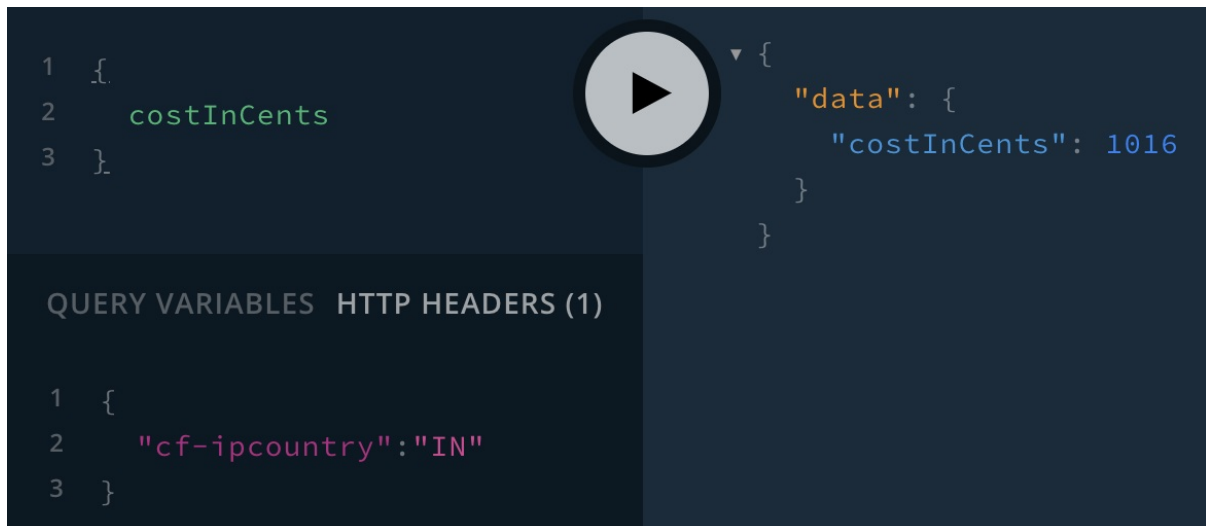 1 {
2 costInCents
3 }
QUERY VARIABLES HTTP HEADERS (1)
1 {
2 "cf-ipcountry":"IN"
3 }
▼ {
"data": {
"costInCents": 1016
}
}